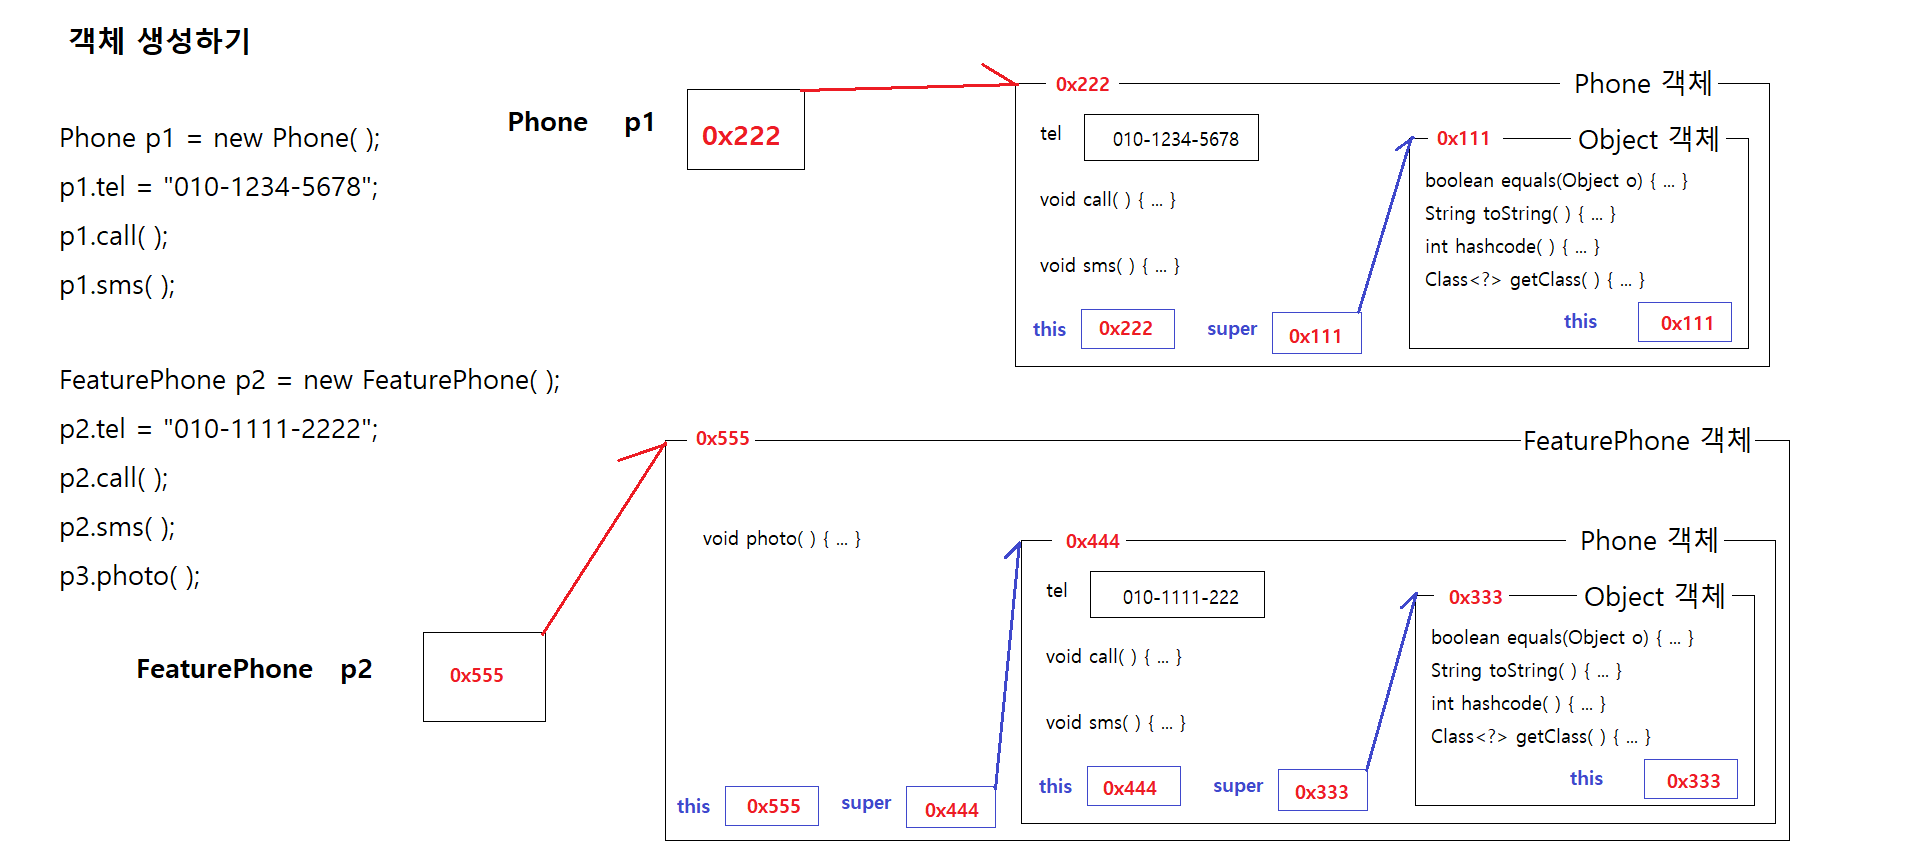 객체 생성하기
Phone p1 = new Phone( );
p1.tel = "010-1234-5678";
p1.call( );
p1.sms( );
Phone p1
0x222
0x222
Phone 객체
tel
010-1234-5678
void call( ) { ... }
void sms( ) { ... }
this
0x222
super
0x111
0x111
Object 객체
boolean equals(Object o) { ... }
String toString( ) { ... }
int hashcode( ) { ... }
Class<?> getClass( ) { ... }
this
0x111
FeaturePhone p2 = new FeaturePhone( );
p2.tel = "010-1111-2222";
p2.call( );
p2.sms( );
p3.photo( );
FeaturePhone p2
0x555
0x555
FeaturePhone 객체
void photo( ) { ... }
this
0x555
super
0x444
0x444
Phone 객체
tel
010-1111-222
void call( ) { ... }
void sms( ) { ... }
this
0x444
super
0x333
0x333
Object 객체
boolean equals(Object o) { ... }
String toString( ) { ... }
int hashcode( ) { ... }
Class<?> getClass( ) { ... }
this
0x333